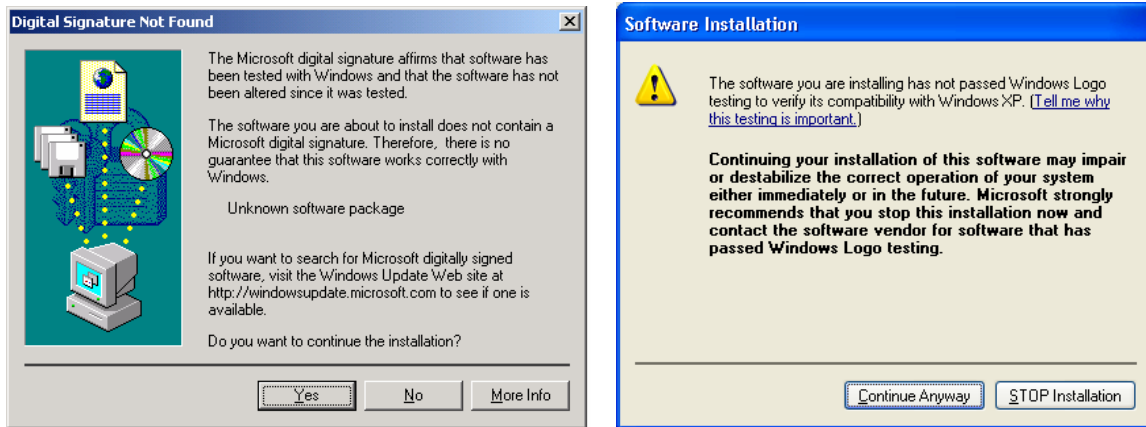 Digital Signature Not Found
The Microsoft digital signature affirms that software has
been tested with Windows and that the software has not
been altered since it was tested.
The software you are about to install does not contain a
Microsoft digital signature. Therefore, there is no
guarantee that this software works correctly with
Windows.
Unknown software package
If you want to search for Microsoft digitally signed
software, visit the Windows Update Web site at
http://windowsupdate.microsoft.com to see if one is
available.
Do you want to continue the installation?
Yes
No
More Info
Software Installation
The software you are installing has not passed Windows Logo
testing to verify its compatibility with Windows XP. (Tell me why
this testing is important.)
Continuing your installation of this software may impair
or destabilize the correct operation of your system
either immediately or in the future. Microsoft strongly
recommends that you stop this installation now and
contact the software vendor for software that has
passed Windows Logo testing.
Continue Anyway
STOP Installation